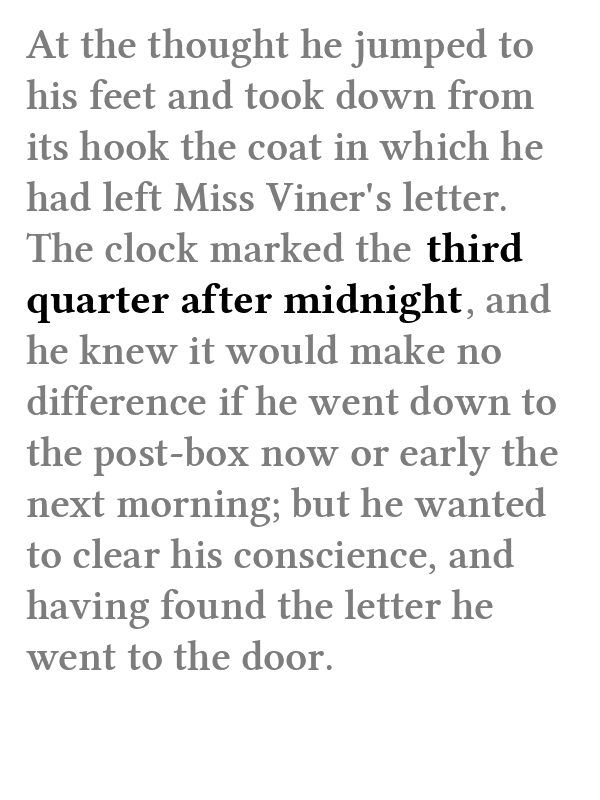 At the thought he jumped to
his feet and took down from
its hook the coat in which he
had left Miss Viner's letter.
The clock marked the third
quarter after midnight, and
he knew it would make no
difference if he went down to
the post-box now or early the
next morning; but he wanted
to clear his conscience, and
having found the letter he
went to the door.